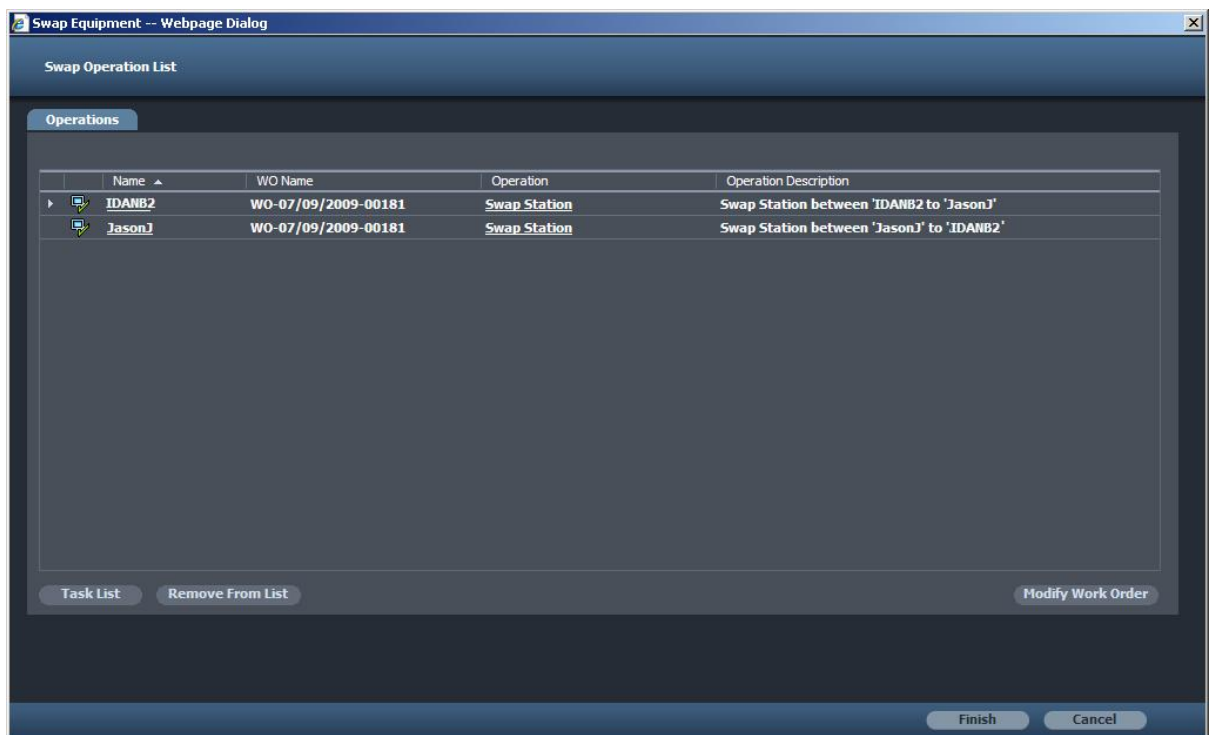 Swap Equipment -- Webpage Dialog
Swap Operation List
Operations
Name WO Name Operation Operation Description
IDANB2 WO-07/09/2009-00181 Swap Station Swap Station between 'IDANB2 to 'JasonJ'
JasonJ WO-07/09/2009-00181 Swap Station Swap Station between 'JasonJ' to 'IDANB2'
Task List Remove From List Modify Work Order
Finish Cancel